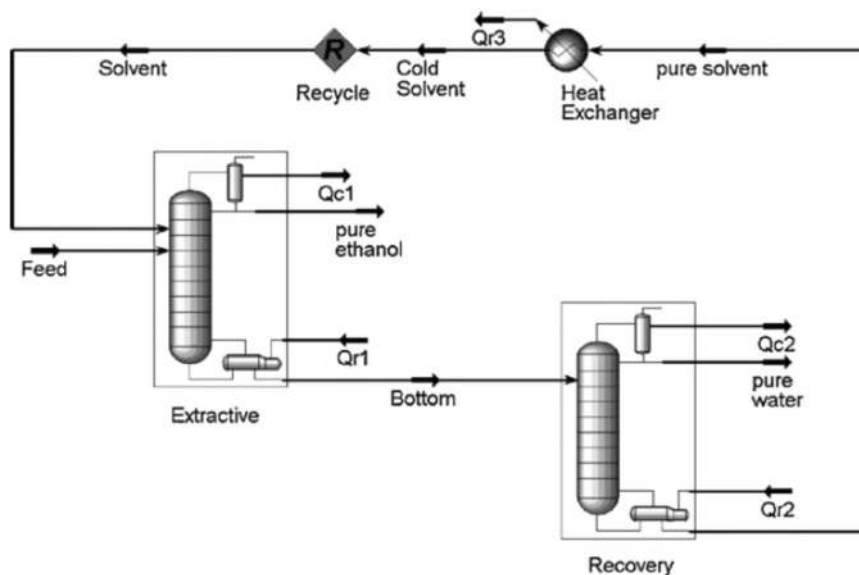 Qr3
Solvent
R
Recycle
Cold
Solvent
Heat
Exchanger
pure solvent
Qc1
pure
ethanol
Feed
Qr1
Extractive
Bottom
Qc2
pure
water
Qr2
Recovery